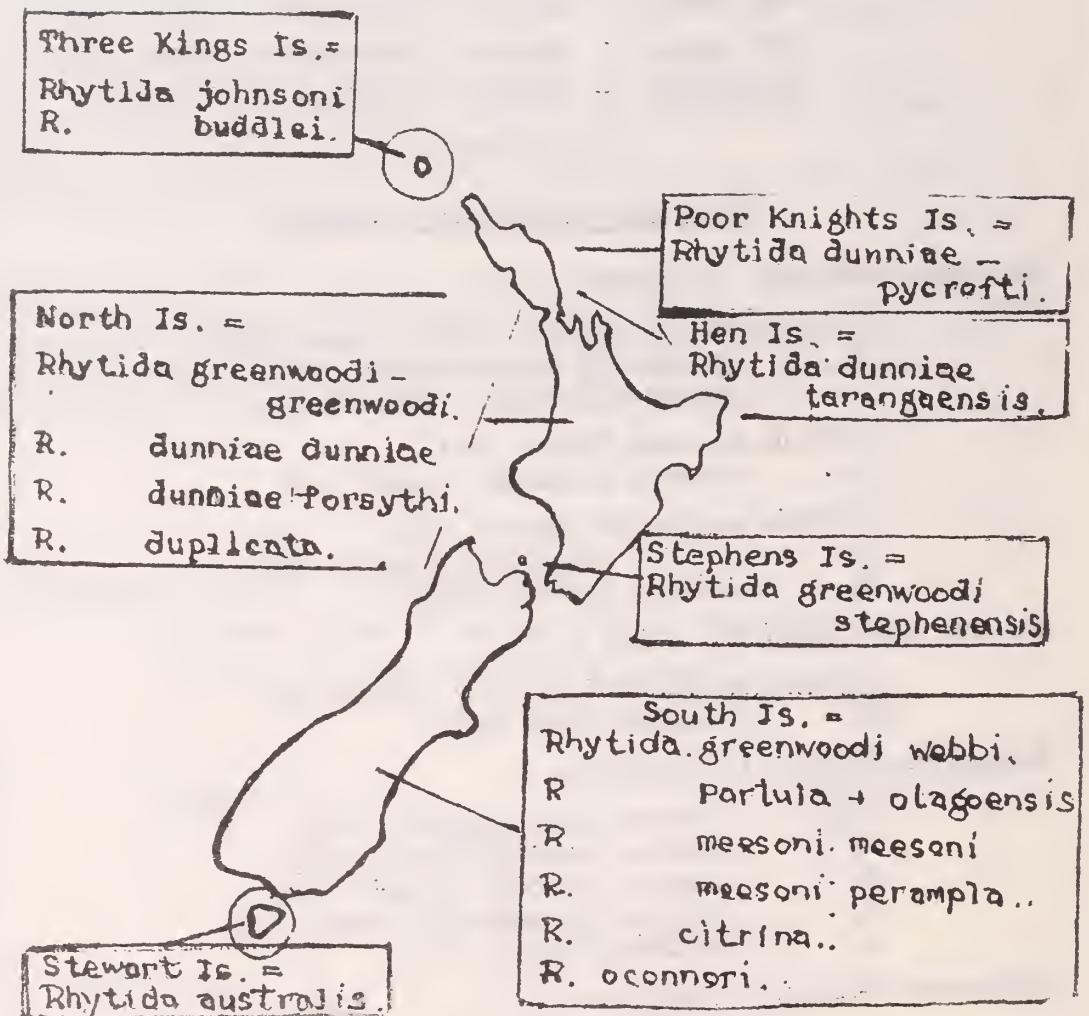 Three Kings Is.=
Rhytida johnsoni
R. buddlei.
Poor Knights Is. =
Rhytida dunniae -
pycrofti.
Hen Is. =
Rhytida dunniae
tarangaensis.
North Is. =
Rhytida greenwoodi -
greenwoodi.
R. dunniae dunniae
R. dunniae forsythi.
R. duplicata.
Stephens Is. =
Rhytida greenwoodi
stephenensis
South Is. =
Rhytida greenwoodi webbi.
R patula + otagoensis
R meesoni meesoni
R. meesoni perampla..
R. citrina..
R. oconnori.
Stewart Is. =
Rhytida australis.